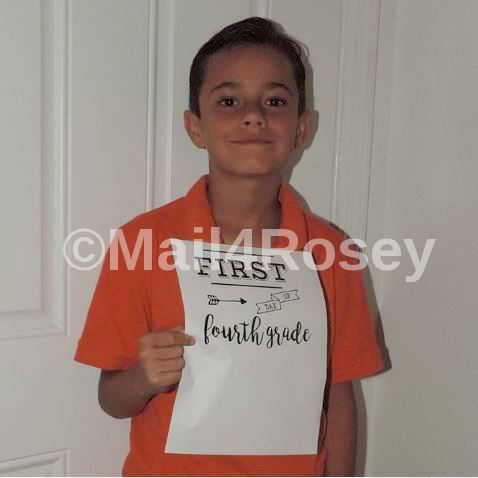 FIRST
DAY OF
fourth grade
©Mail4Rosey